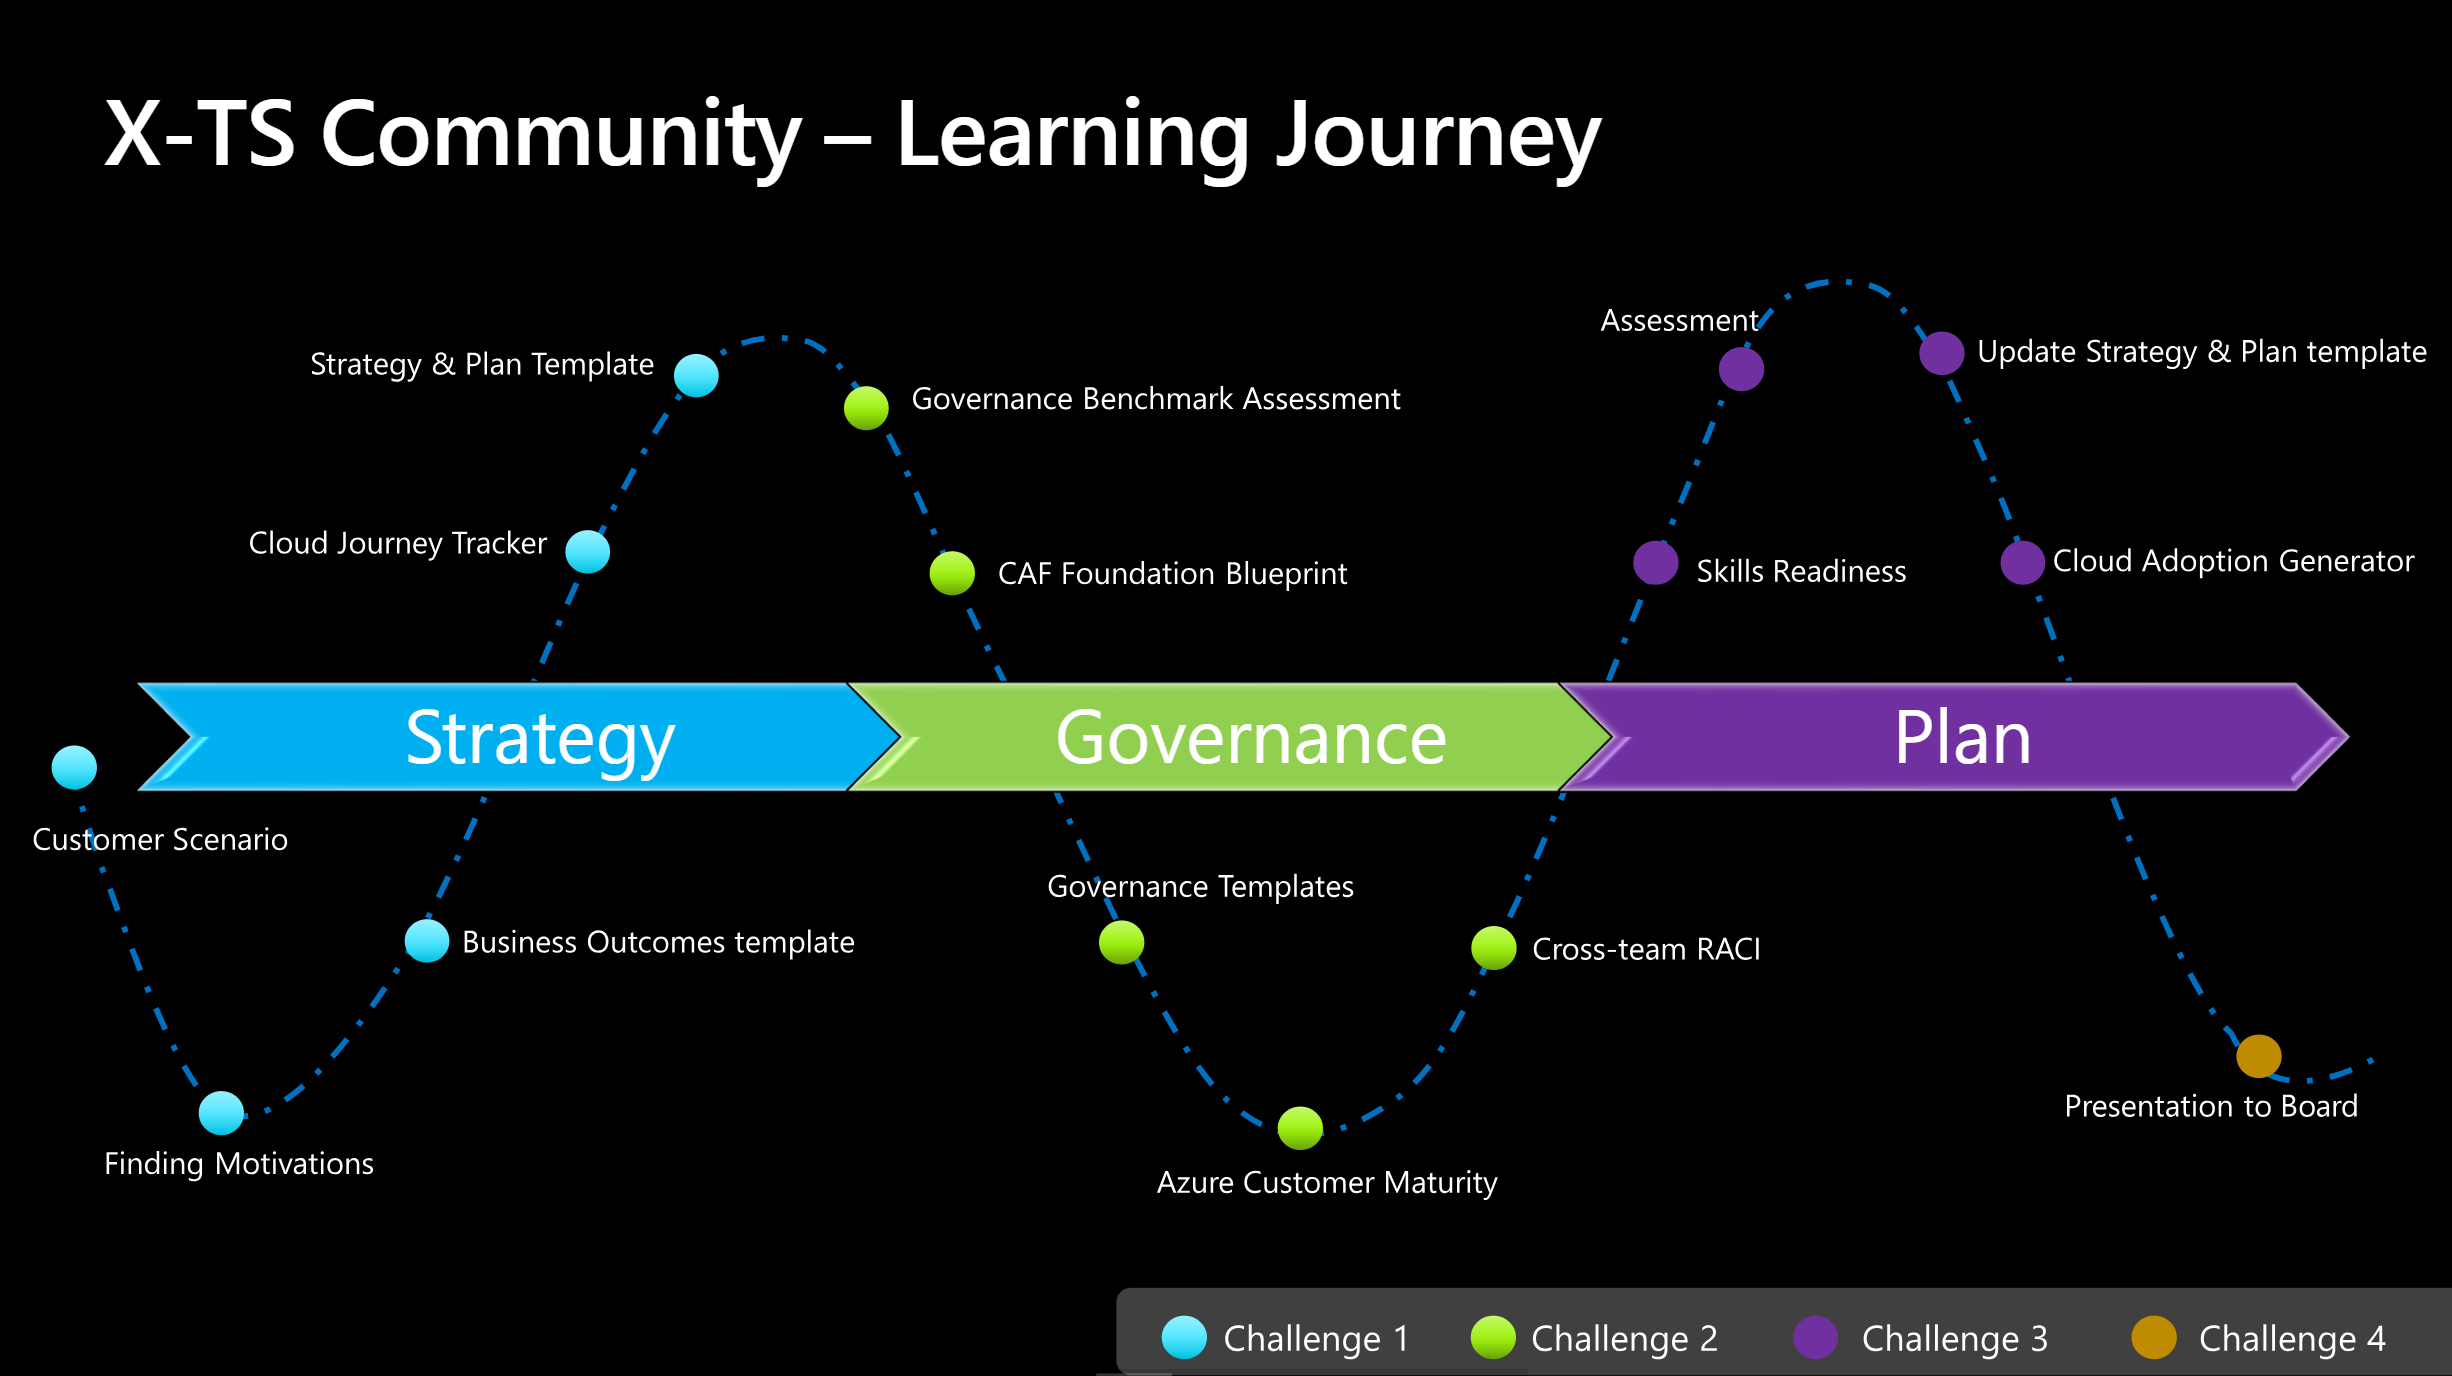 X-TS Community – Learning Journey
Assessment
Strategy & Plan Template
Update Strategy & Plan template
Governance Benchmark Assessment
Cloud Journey Tracker
CAF Foundation Blueprint
Skills Readiness
Cloud Adoption Generator
Strategy
Governance
Plan
Customer Scenario
Governance Templates
Business Outcomes template
Cross-team RACI
Presentation to Board
Finding Motivations
Azure Customer Maturity
Challenge 1
Challenge 2
Challenge 3
Challenge 4